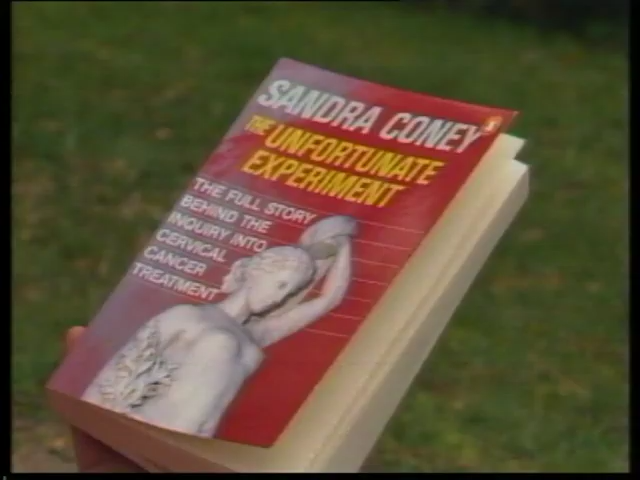 SANDRA CONEY
THE UNFORTUNATE
EXPERIMENT
THE FULL STORY
BEHIND THE
INQUIRY INTO
CERVICAL
CANCER
TREATMENT